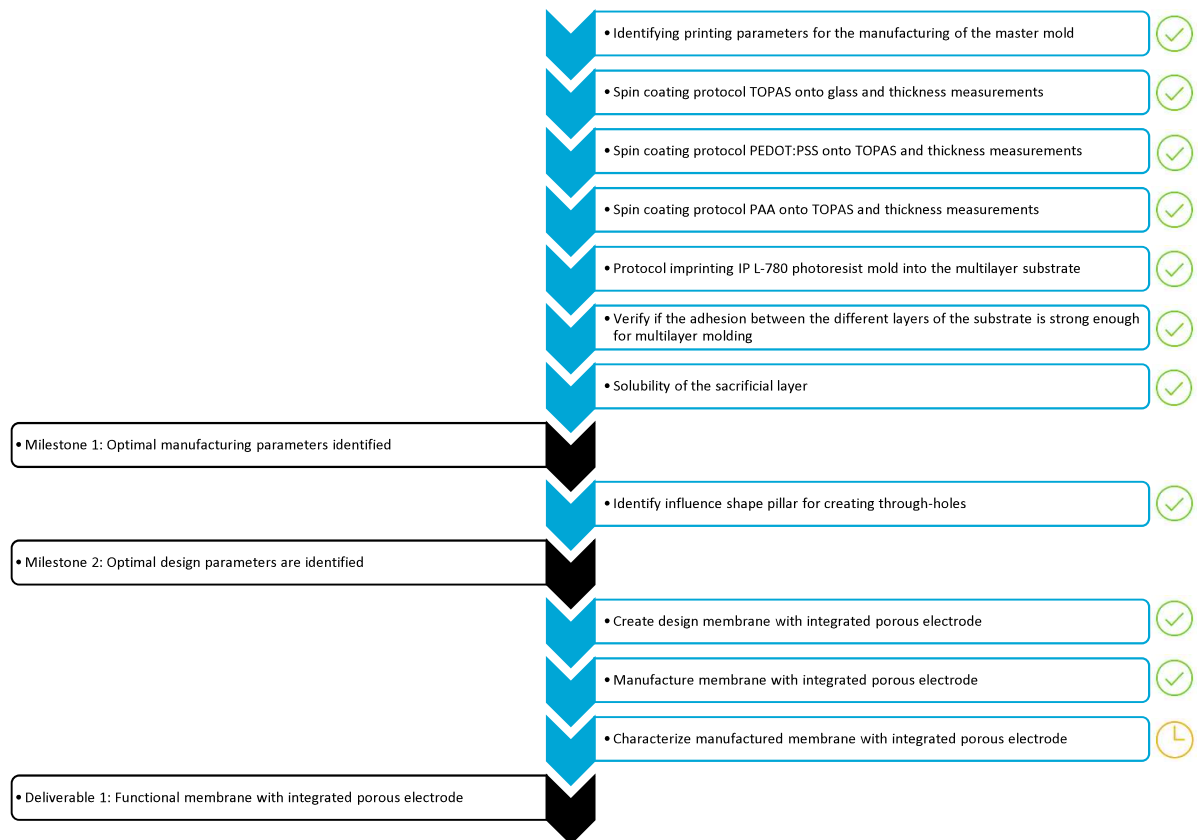 • Identifying printing parameters for the manufacturing of the master mold
• Spin coating protocol TOPAS onto glass and thickness measurements
• Spin coating protocol PEDOT:PSS onto TOPAS and thickness measurements
• Spin coating protocol PAA onto TOPAS and thickness measurements
• Protocol imprinting IP L-780 photoresist mold into the multilayer substrate
• Verify if the adhesion between the different layers of the substrate is strong enough
for multilayer molding
• Solubility of the sacrificial layer
• Milestone 1: Optimal manufacturing parameters identified
• Identify influence shape pillar for creating through-holes
• Milestone 2: Optimal design parameters are identified
• Create design membrane with integrated porous electrode
• Manufacture membrane with integrated porous electrode
• Characterize manufactured membrane with integrated porous electrode
• Deliverable 1: Functional membrane with integrated porous electrode